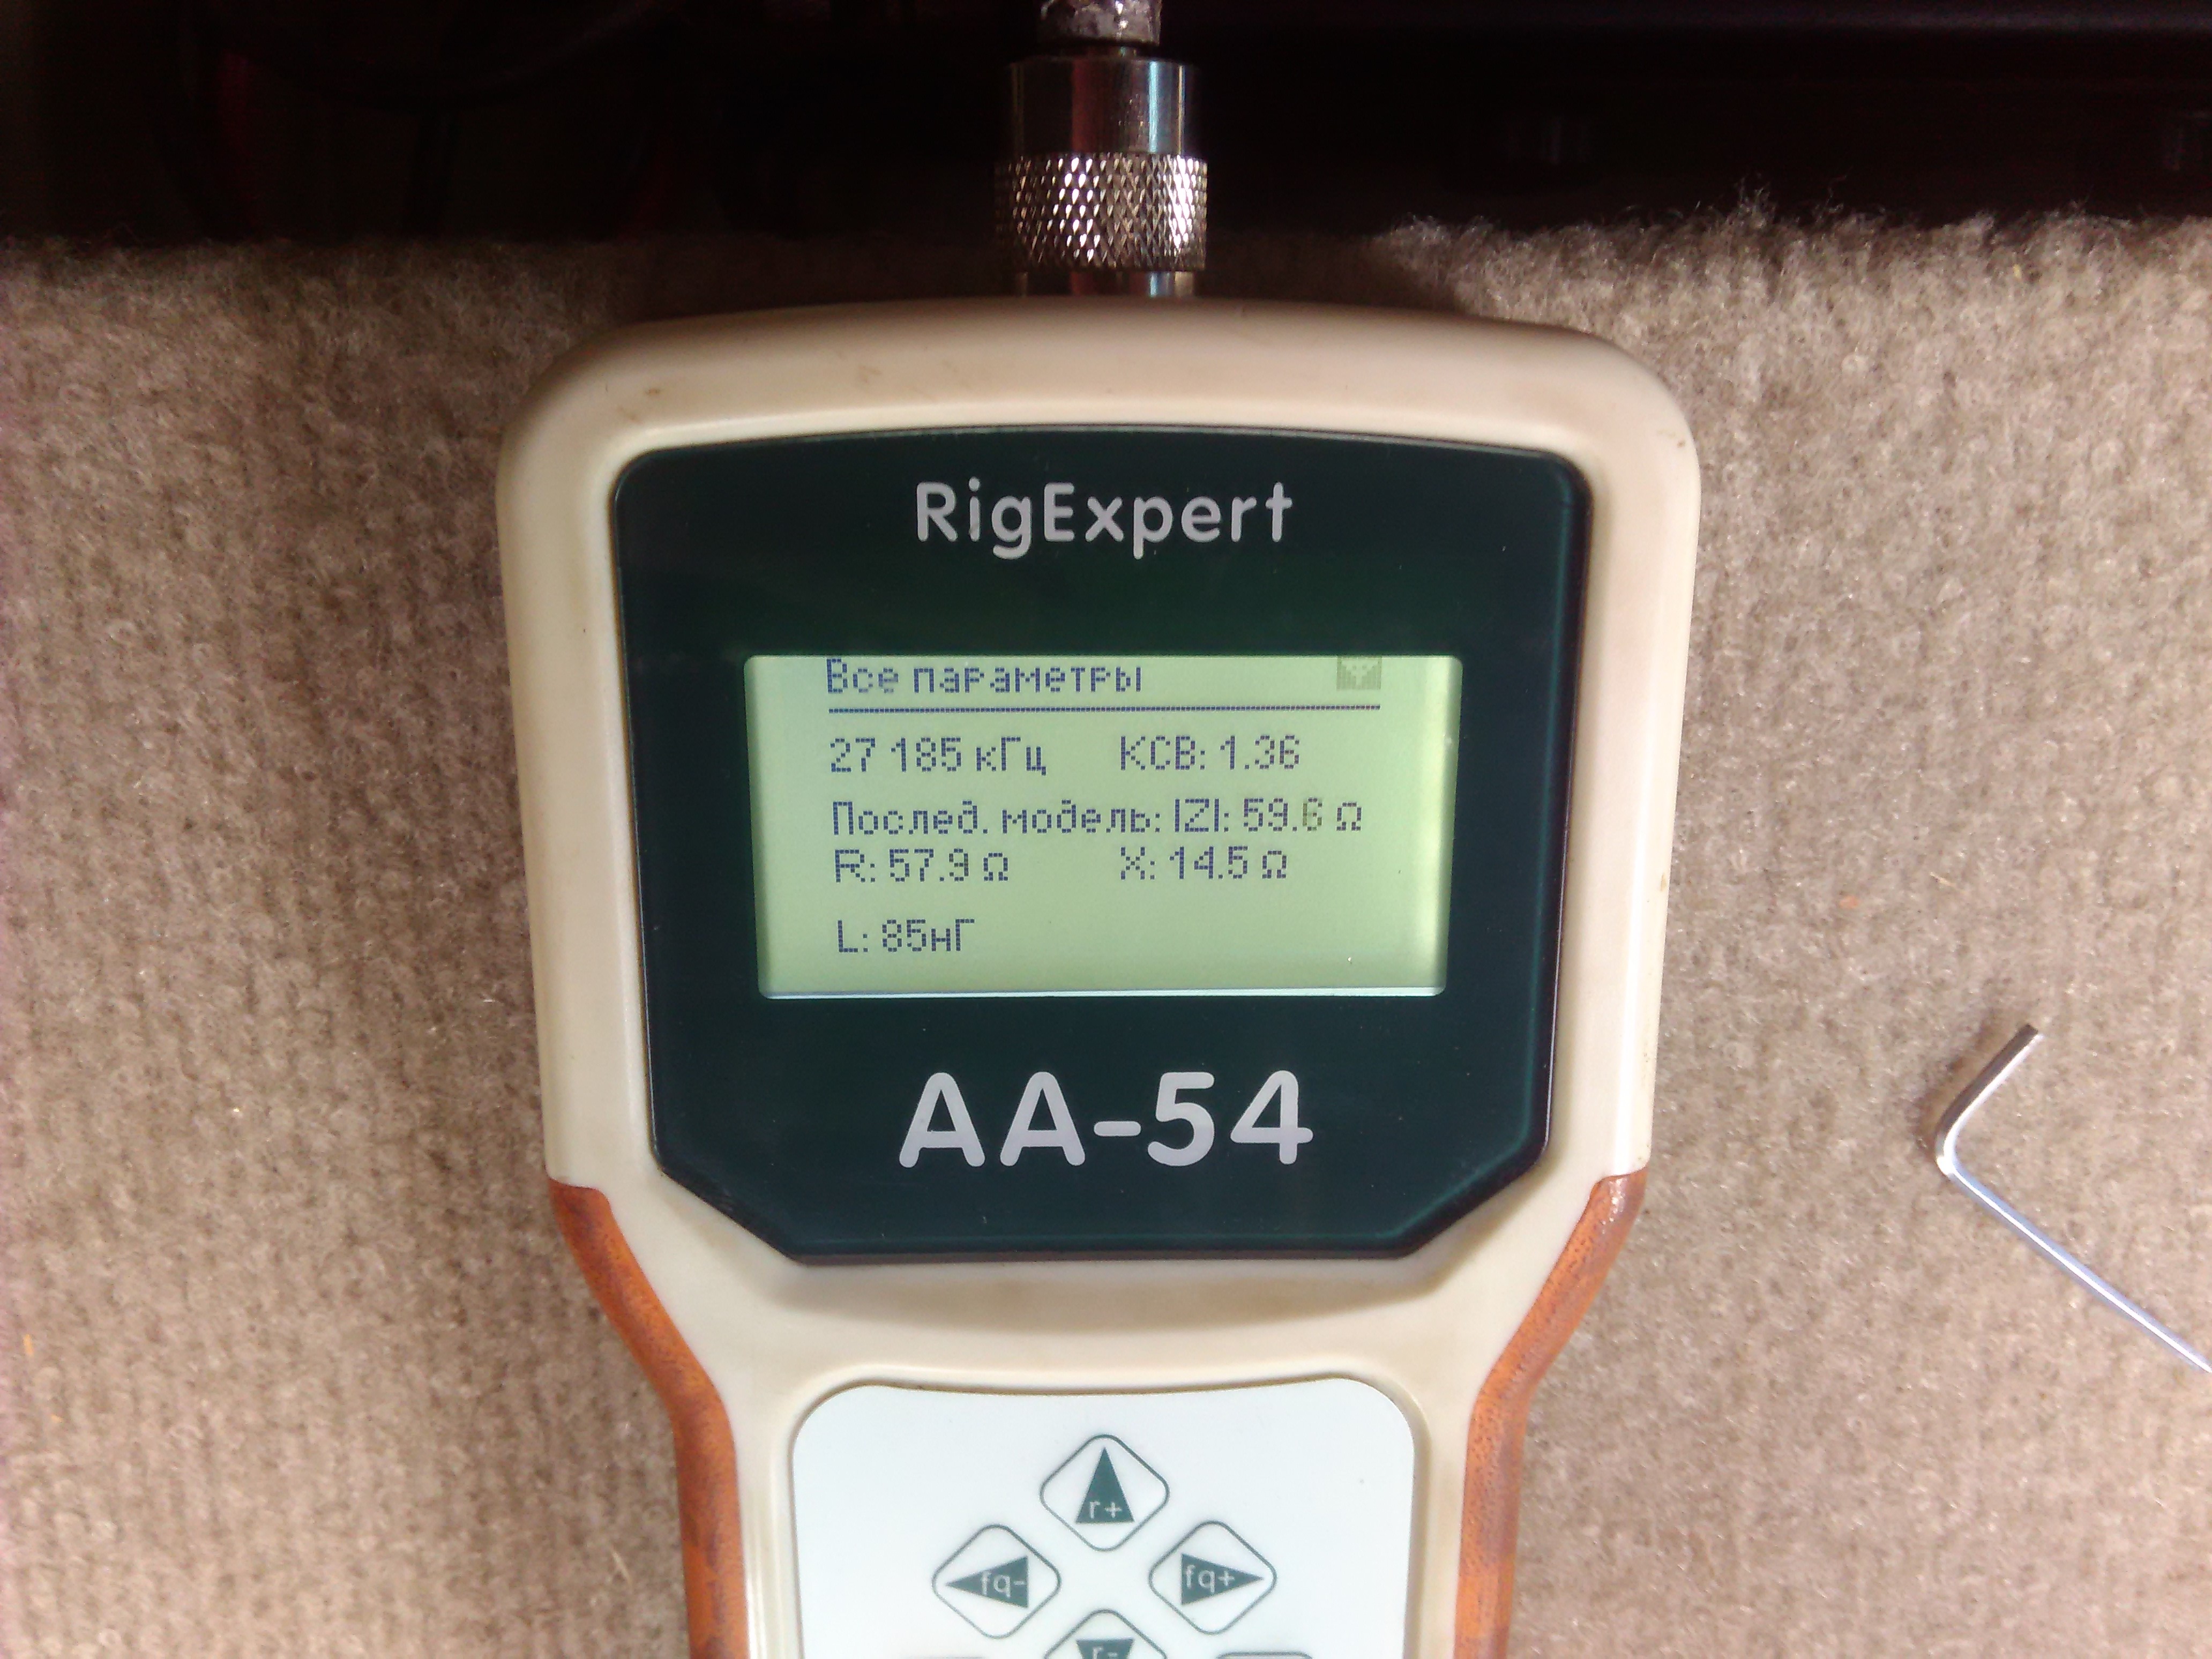 RigExpert
Все параметры
27 185 кГц КСВ: 1.36
Послед. модель: |Z|: 59.6 Ω
R: 57.9 Ω X: 14.5 Ω
L: 85нГ
AA-54
r+
fq- fq+
r-